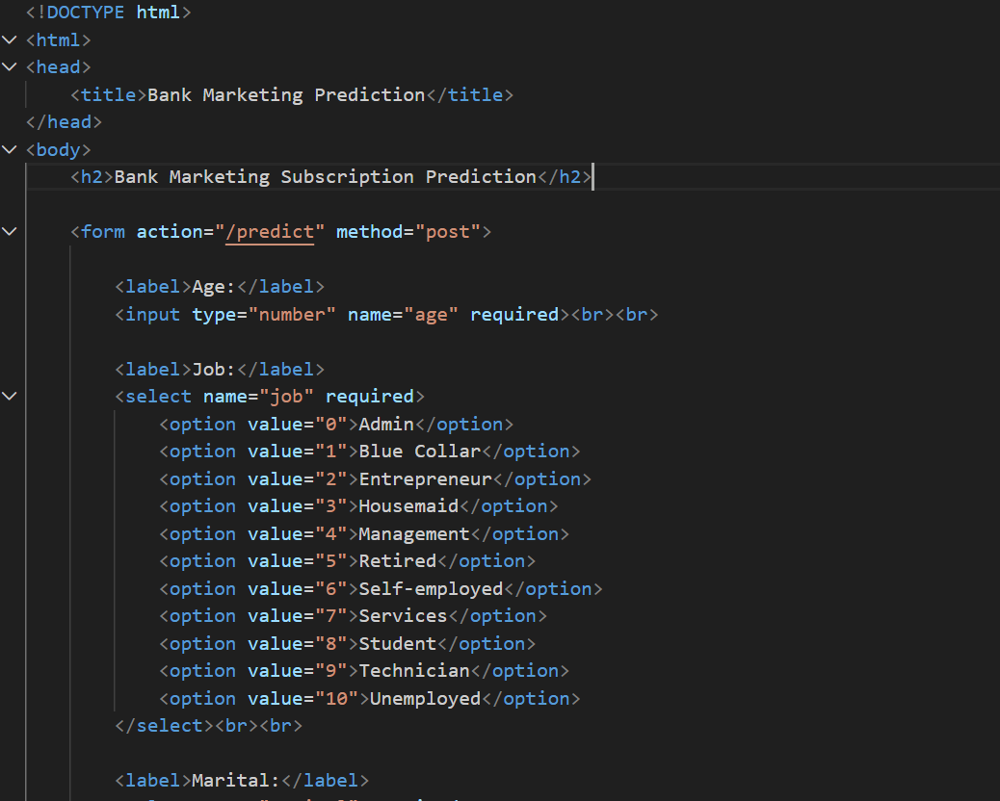 <!DOCTYPE html>
<html>
<head>
    <title>Bank Marketing Prediction</title>
</head>
<body>
    <h2>Bank Marketing Subscription Prediction</h2>
    <form action="/predict" method="post">
        <label>Age:</label>
        <input type="number" name="age" required><br><br>
        <label>Job:</label>
        <select name="job" required>
            <option value="0">Admin</option>
            <option value="1">Blue Collar</option>
            <option value="2">Entrepreneur</option>
            <option value="3">Housemaid</option>
            <option value="4">Management</option>
            <option value="5">Retired</option>
            <option value="6">Self-employed</option>
            <option value="7">Services</option>
            <option value="8">Student</option>
            <option value="9">Technician</option>
            <option value="10">Unemployed</option>
        </select><br><br>
        <label>Marital:</label>